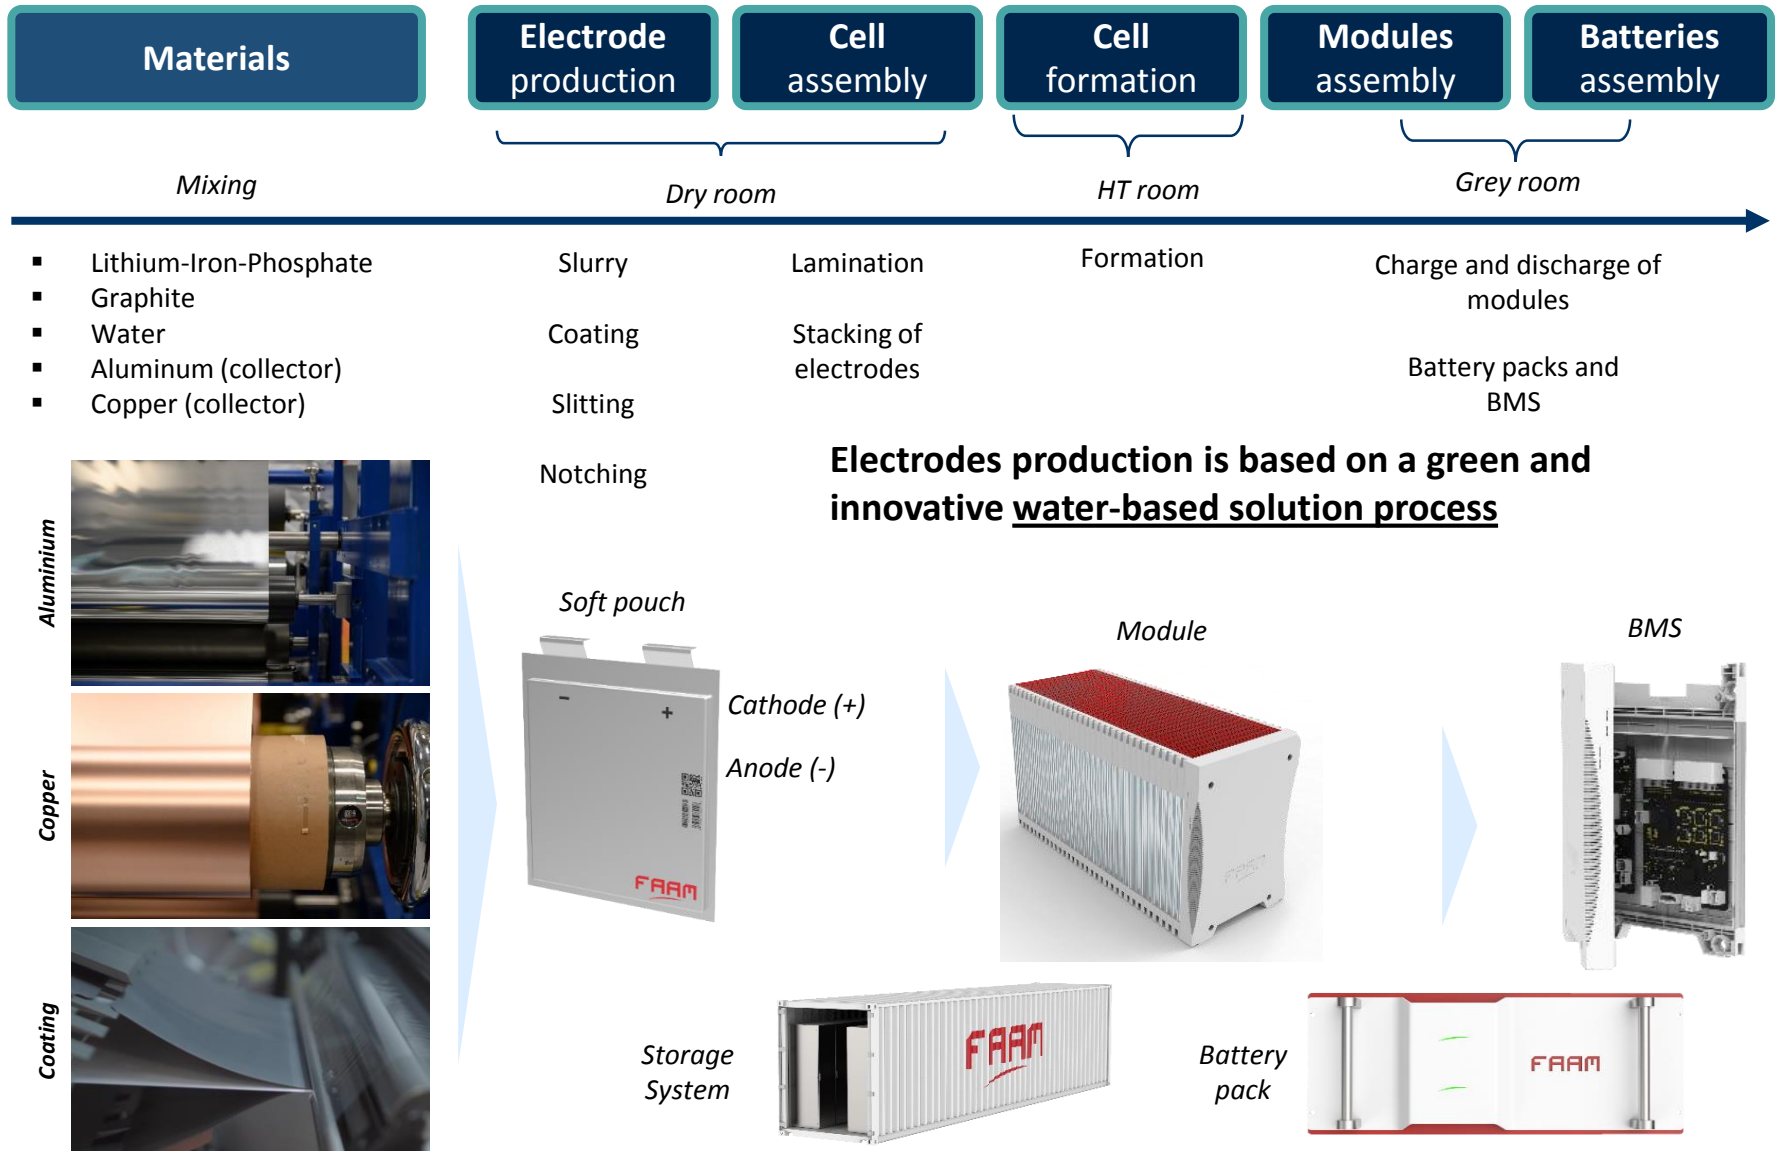 Materials
Electrode
production
Cell
assembly
Cell
formation
Modules
assembly
Batteries
assembly
Mixing
Dry room
HT room
Grey room
▪ Lithium-Iron-Phosphate
▪ Graphite
▪ Water
▪ Aluminum (collector)
▪ Copper (collector)
Slurry
Coating
Slitting
Notching
Lamination
Stacking of
electrodes
Formation
Charge and discharge of
modules
Battery packs and
BMS
Electrodes production is based on a green and
innovative water-based solution process
Aluminium
Copper
Coating
Soft pouch
− +
Cathode (+)
Anode (-)
FAAM
Module
FAAM
BMS
Storage
System
FAAM
Battery
pack
FAAM